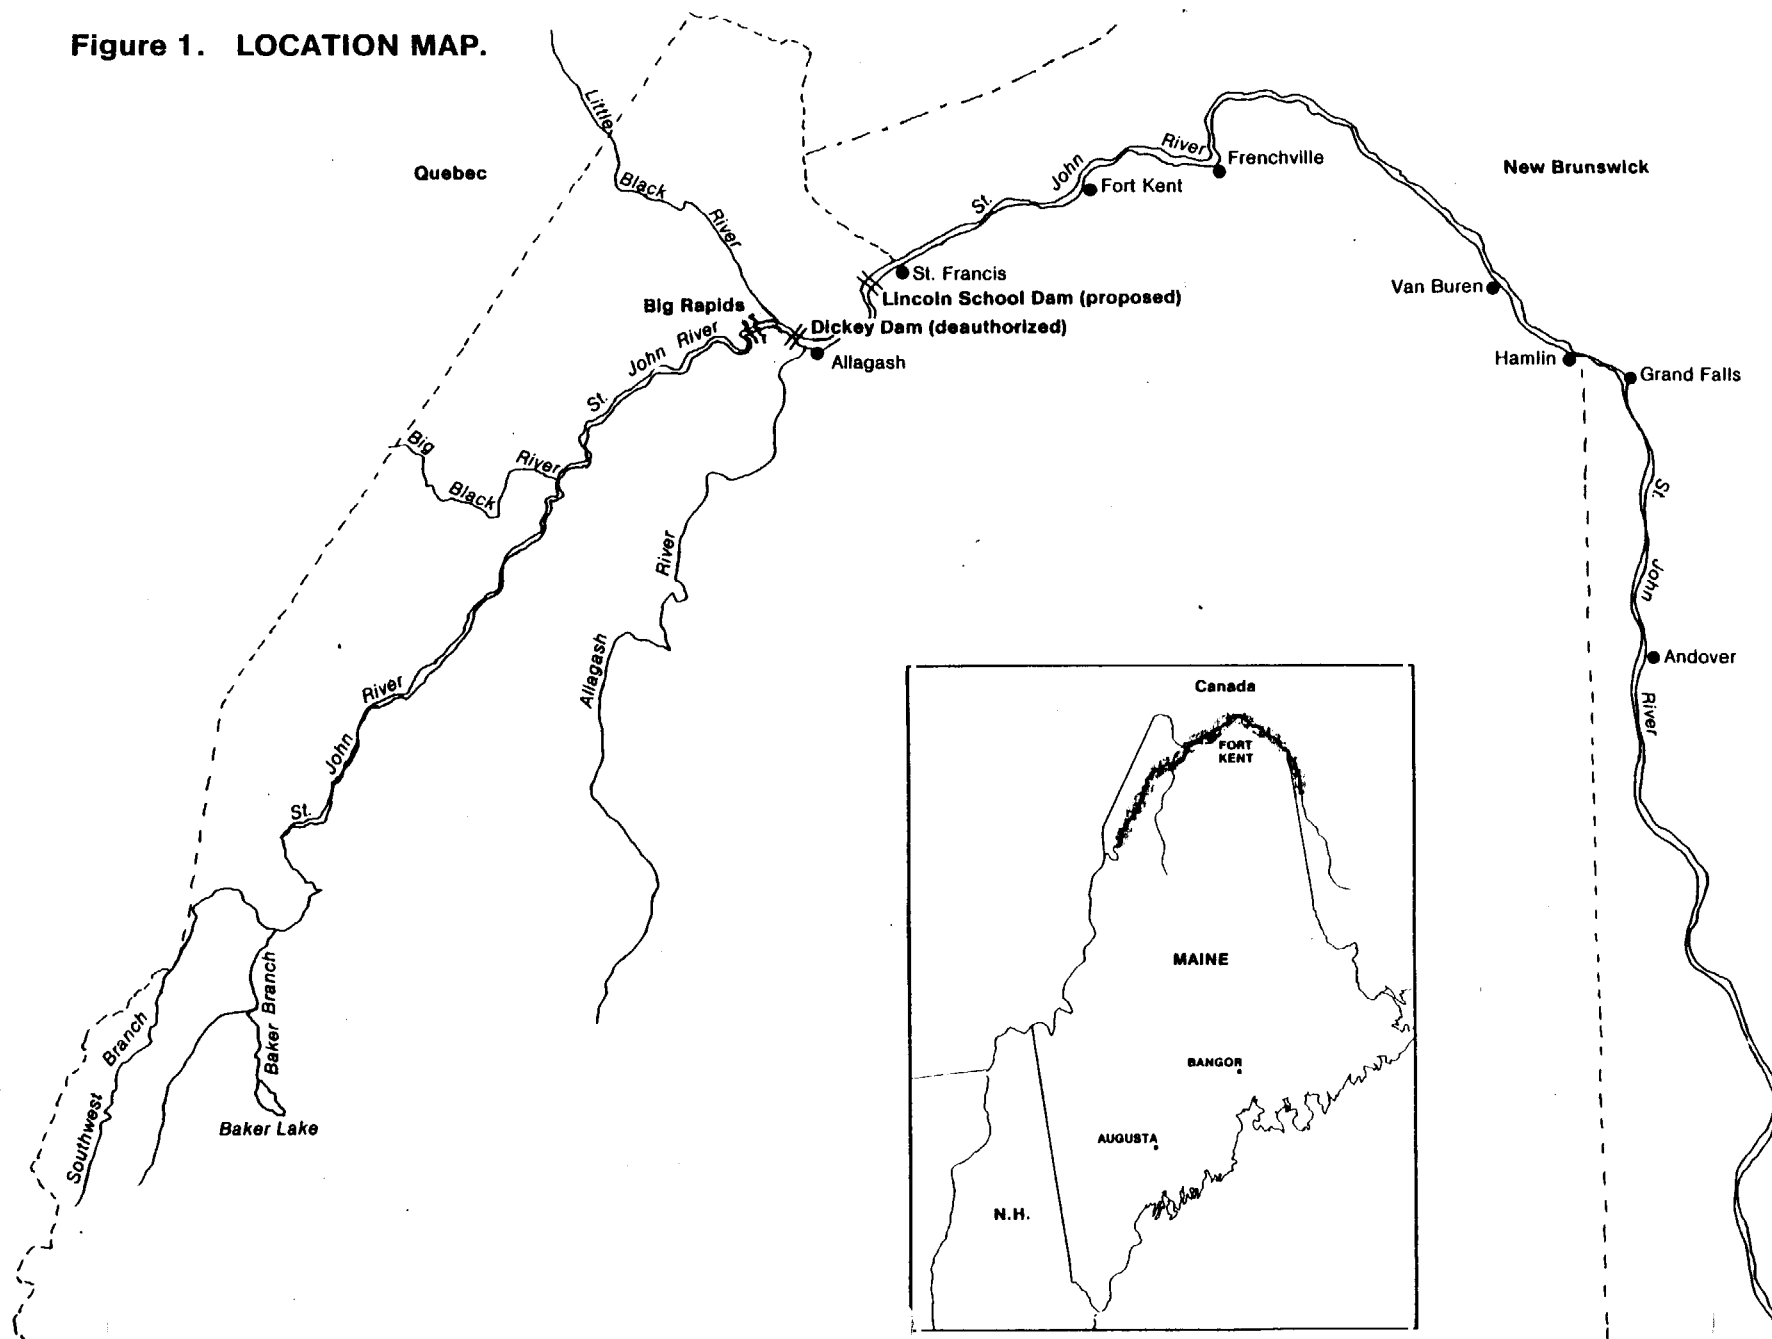 Figure 1. LOCATION MAP.
Little
Black
River
Quebec
New Brunswick
St.
John
River
Frenchville
Fort Kent
St. Francis
Lincoln School Dam (proposed)
Big Rapids
Dickey Dam (deauthorized)
Allagash
Van Buren
Hamlin
Grand Falls
St.
John
River
Big
Black
River
River
Allagash
St.
John
River
Andover
River
John
St.
Southwest
Branch
Baker Branch
Baker Lake
Canada
FORT
KENT
MAINE
BANGOR
AUGUSTA
N.H.